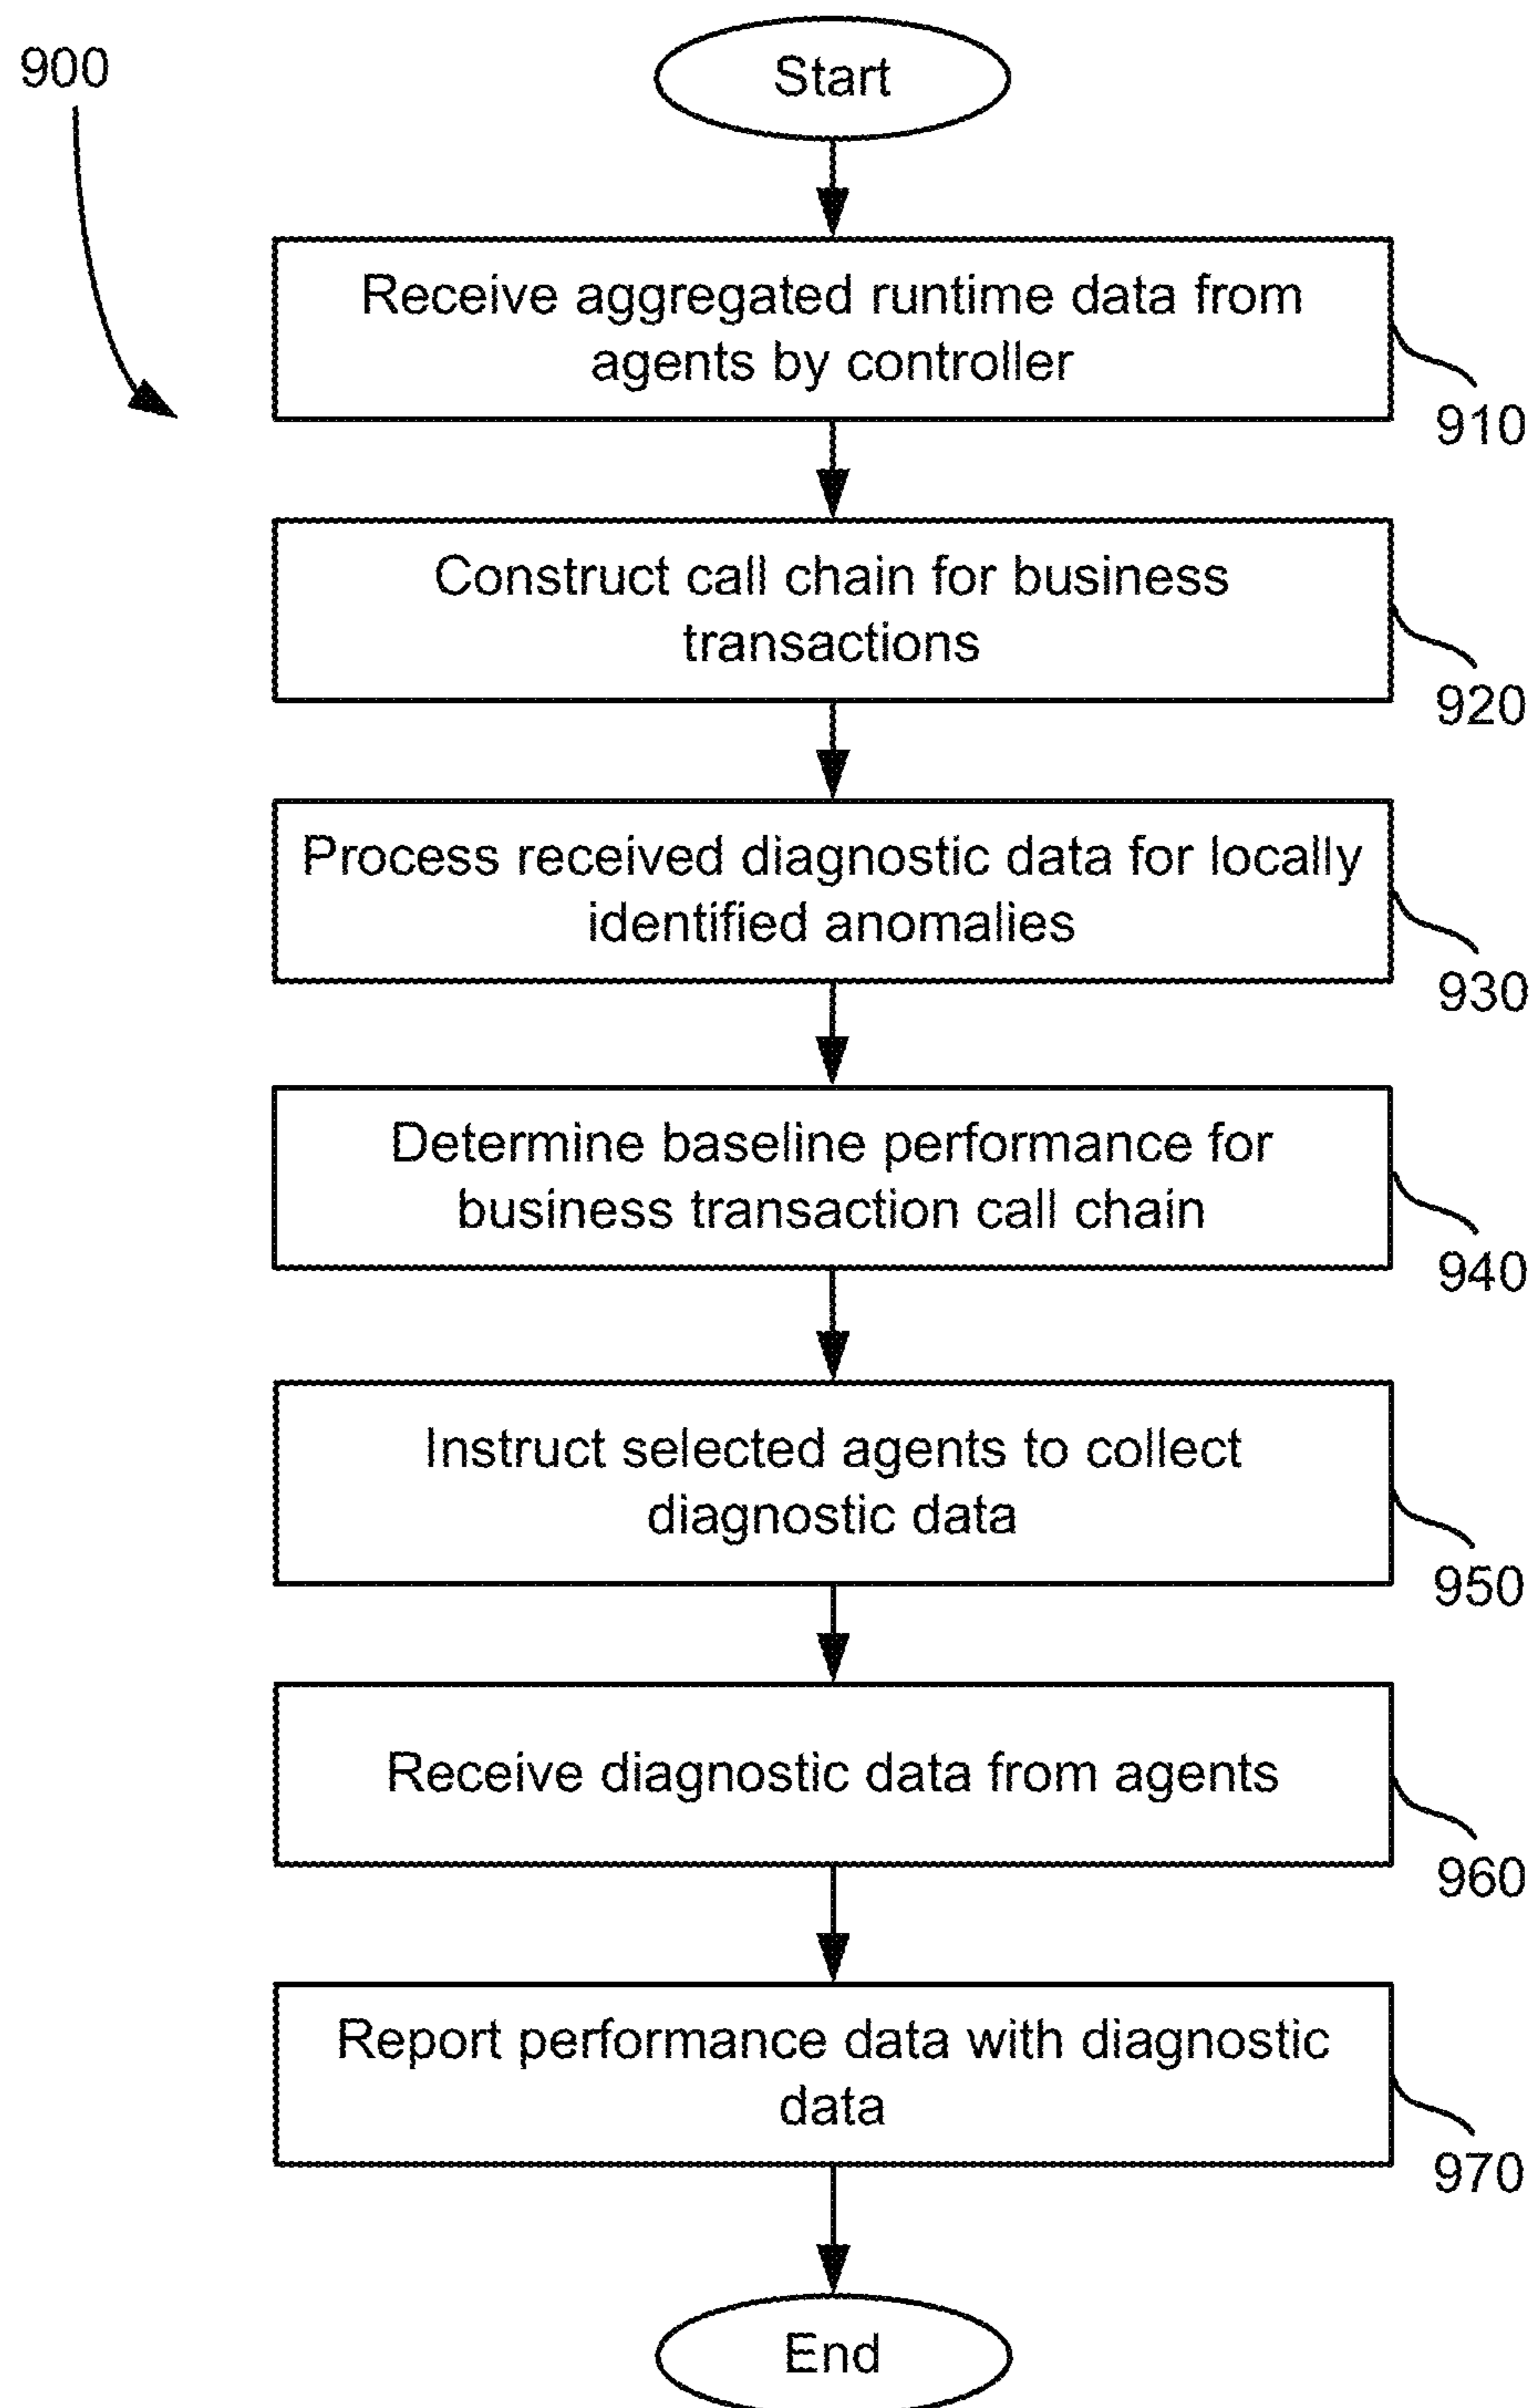 900
Start
Receive aggregated runtime data from
agents by controller
910
Construct call chain for business
transactions
920
Process received diagnostic data for locally
identified anomalies
930
Determine baseline performance for
business transaction call chain
940
Instruct selected agents to collect
diagnostic data
950
Receive diagnostic data from agents
960
Report performance data with diagnostic
data
970
End